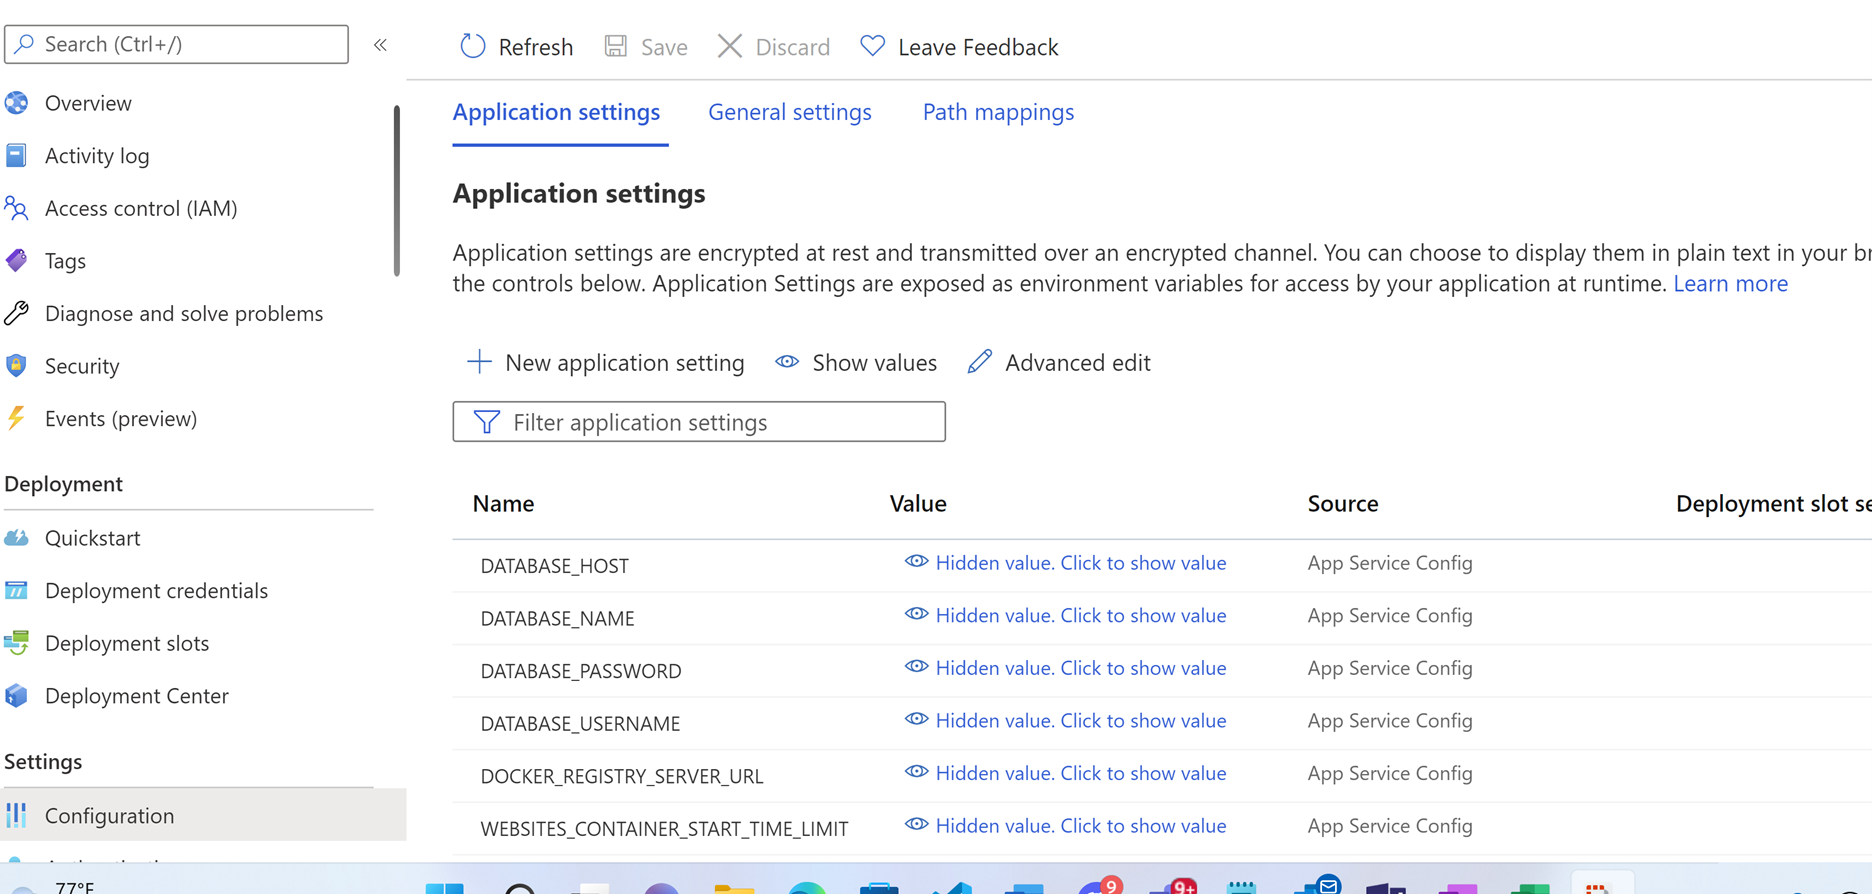 Search (Ctrl+/)
«
Refresh
Save
Discard
Leave Feedback
Overview
Activity log
Access control (IAM)
Tags
Diagnose and solve problems
Security
Events (preview)
Deployment
Quickstart
Deployment credentials
Deployment slots
Deployment Center
Settings
Configuration
Application settings
General settings
Path mappings
Application settings
Application settings are encrypted at rest and transmitted over an encrypted channel. You can choose to display them in plain text in your
the controls below. Application Settings are exposed as environment variables for access by your application at runtime. Learn more
New application setting
Show values
Advanced edit
Filter application settings
Name Value Source Deployment slot
DATABASE_HOST Hidden value. Click to show value App Service Config
DATABASE_NAME Hidden value. Click to show value App Service Config
DATABASE_PASSWORD Hidden value. Click to show value App Service Config
DATABASE_USERNAME Hidden value. Click to show value App Service Config
DOCKER_REGISTRY_SERVER_URL Hidden value. Click to show value App Service Config
WEBSITES_CONTAINER_START_TIME_LIMIT Hidden value. Click to show value App Service Config
77°F
9
9+